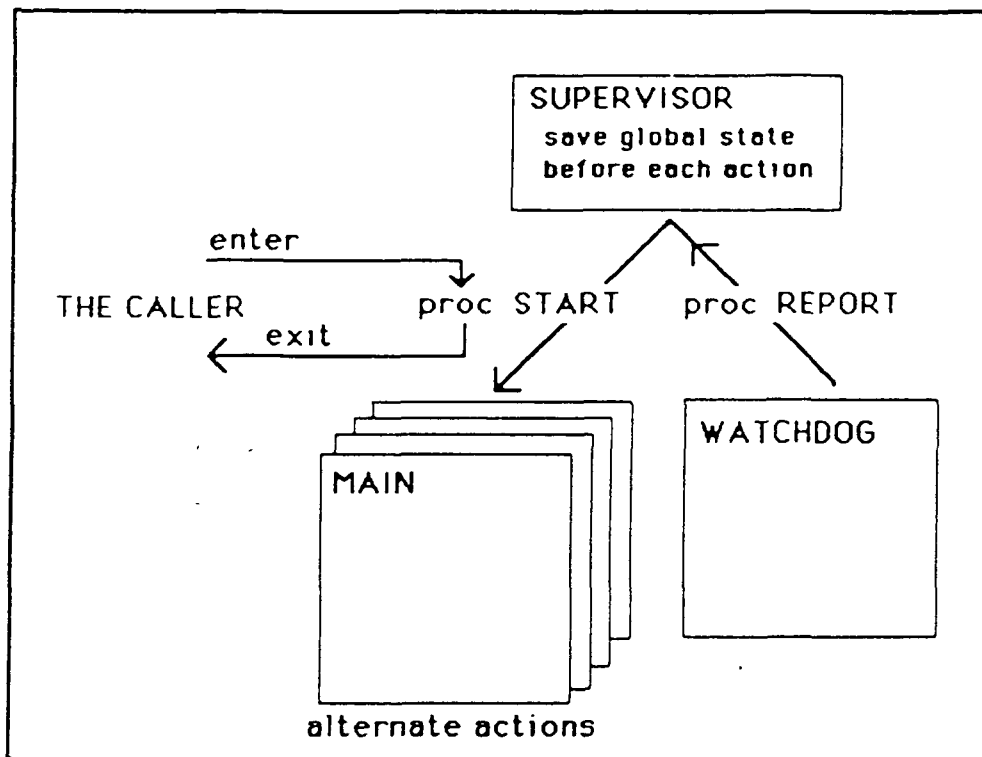 SUPERVISOR
save global state
before each action
enter
THE CALLER
proc START
proc REPORT
exit
MAIN
WATCHDOG
alternate actions